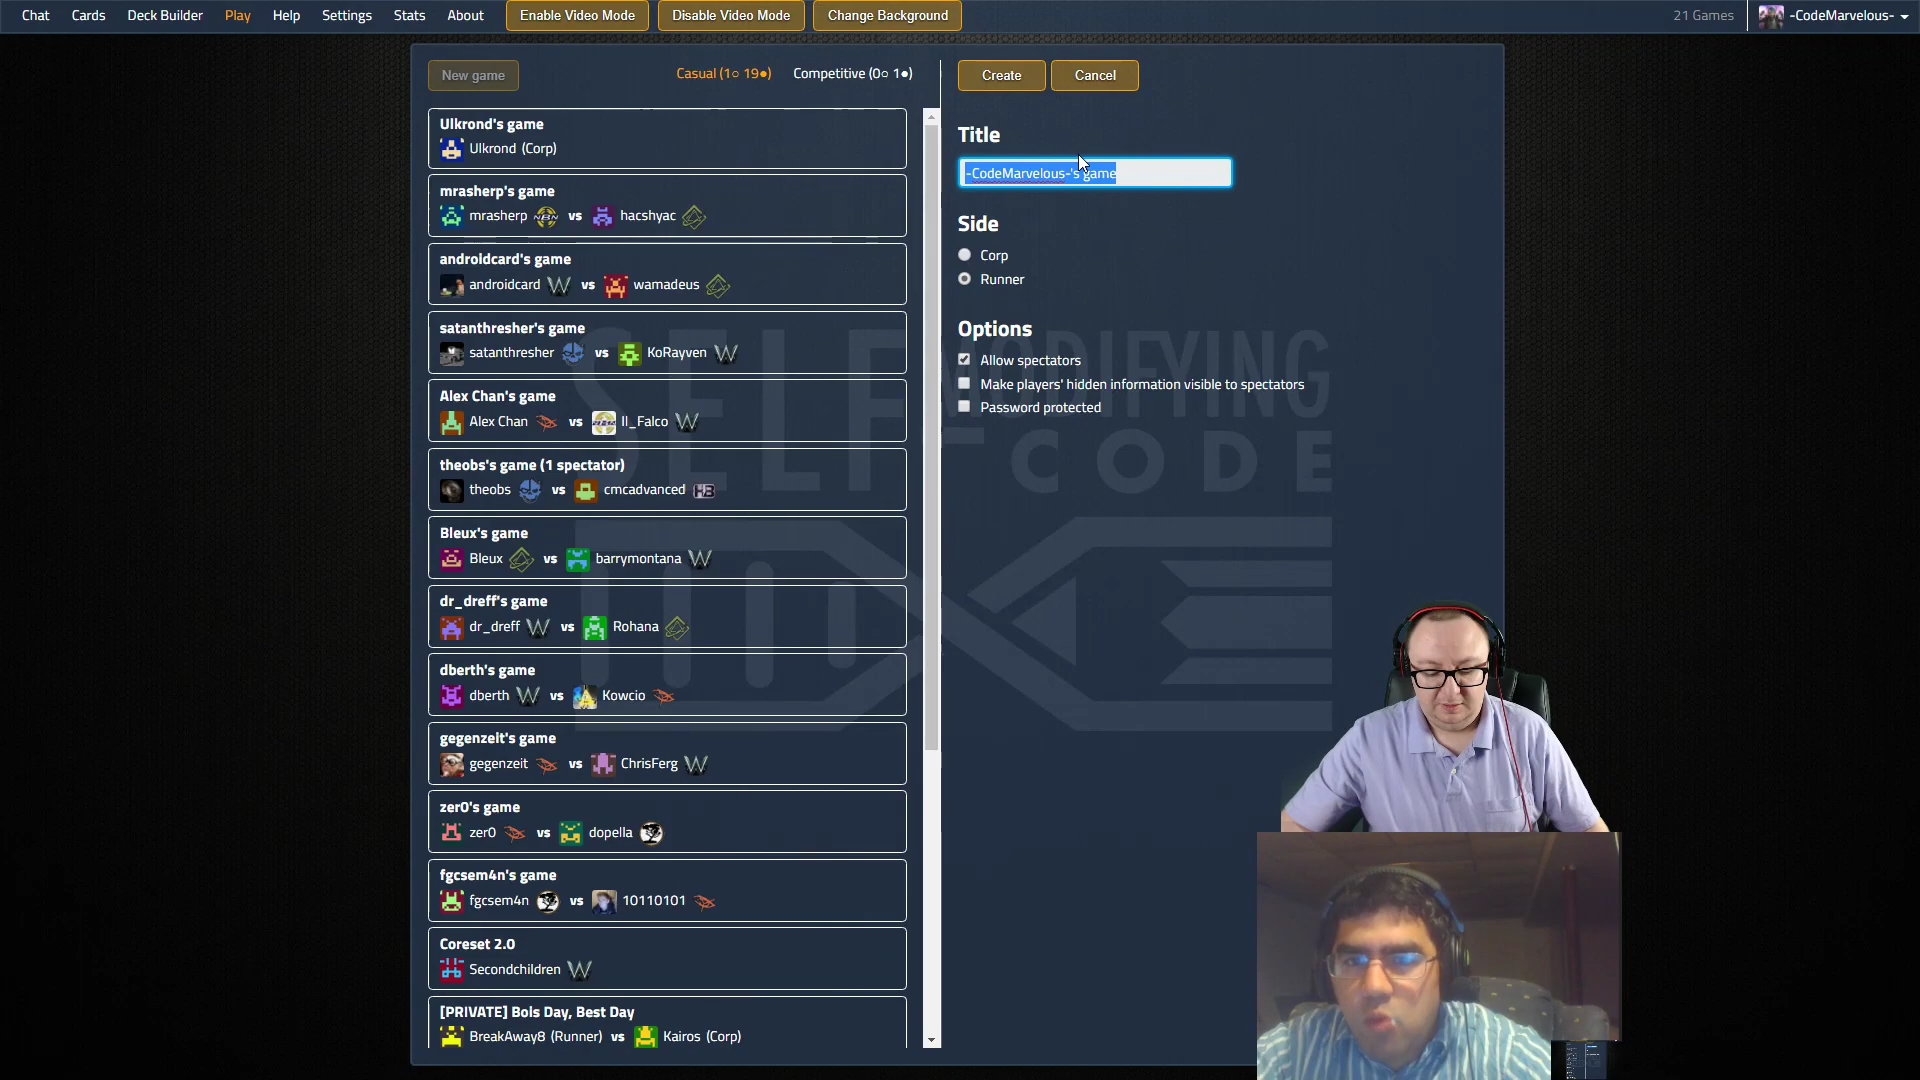 Chat Cards Deck Builder Play Help Settings Stats About Enable Video Mode Disable Video Mode Change Background 21 Games -CodeMarvelous-
New game Casual (1○ 19●) Competitive (0○ 1●)
Ulkrond's game
Ulkrond (Corp)
mrasherp's game
mrasherp NBN vs hacshyac
androidcard's game
androidcard W vs wamadeus
satanthresher's game
satanthresher vs KoRayven W
Alex Chan's game
Alex Chan vs Il_Falco W
theobs's game (1 spectator)
theobs vs cmcadvanced HB
Bleux's game
Bleux vs barrymontana W
dr_dreff's game
dr_dreff W vs Rohana
dberth's game
dberth W vs Kowcio
gegenzeit's game
gegenzeit vs ChrisFerg W
zer0's game
zer0 vs dopella
fgcsem4n's game
fgcsem4n vs 10110101
Coreset 2.0
Secondchildren W
[PRIVATE] Bois Day, Best Day
BreakAway8 (Runner) vs Kairos (Corp)
Create Cancel
Title
-CodeMarvelous-'s game
Side
Corp
Runner
Options
Allow spectators
Make players' hidden information visible to spectators
Password protected
SELF MODIFYING
CODE